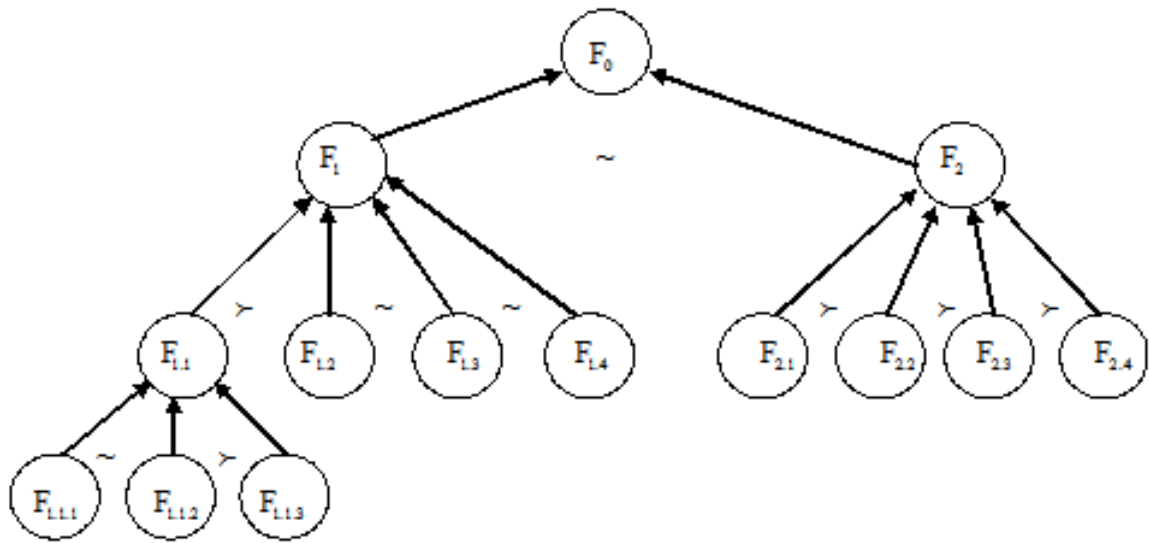 F₀
F₁ ~ F₂
F₁.₁ ≻ F₁.₂ ~ F₁.₃ ~ F₁.₄ F₂.₁ ≻ F₂.₂ ≻ F₂.₃ ≻ F₂.₄
F₁.₁.₁ ~ F₁.₁.₂ ≻ F₁.₁.₃